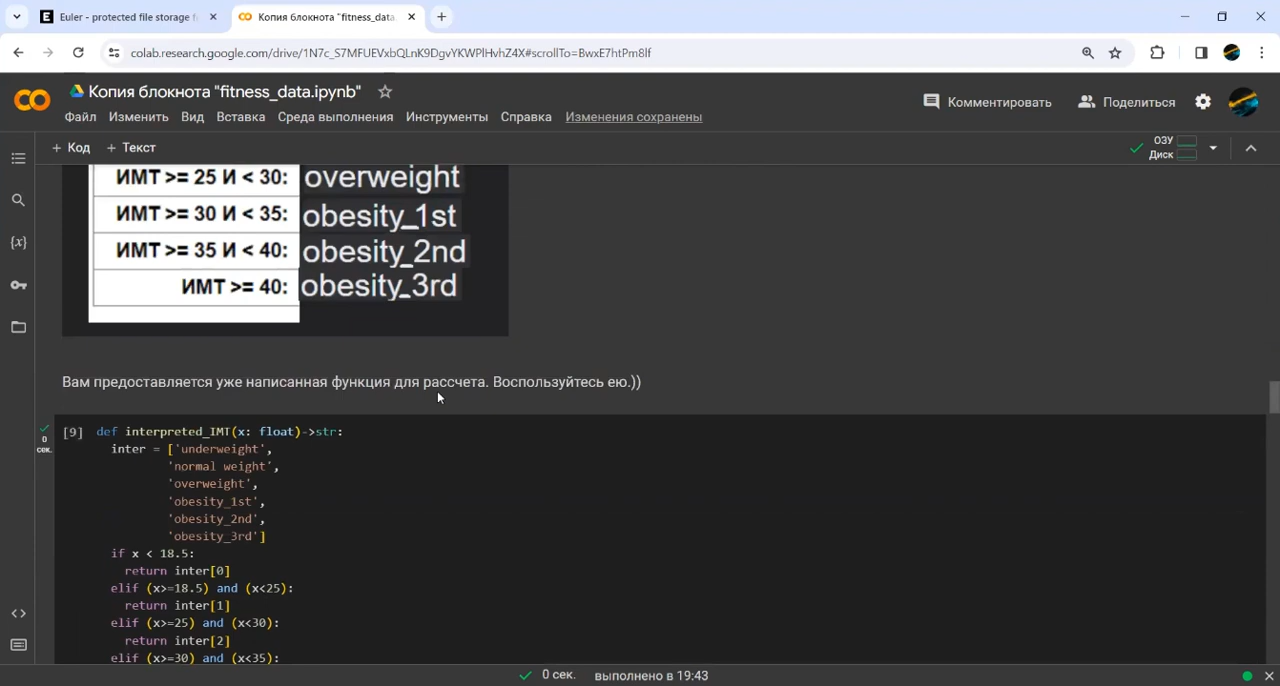 Euler - protected file storage f
Копия блокнота "fitness_data.
colab.research.google.com/drive/1N7c_S7MFUEVxbQLnK9DgvYKWPlHvhZ4X#scrollTo=BwxE7htPm8lf
Копия блокнота "fitness_data.ipynb"
Комментировать
Поделиться
Файл Изменить Вид Вставка Среда выполнения Инструменты Справка Изменения сохранены
+ Код + Текст
ОЗУ
Диск
ИМТ >= 25 И < 30: overweight
ИМТ >= 30 И < 35: obesity_1st
ИМТ >= 35 И < 40: obesity_2nd
ИМТ >= 40: obesity_3rd
Вам предоставляется уже написанная функция для рассчета. Воспользуйтесь ею.))
0
сек.
[9] def interpreted_IMT(x: float)->str:
inter = ['underweight',
'normal weight',
'overweight',
'obesity_1st',
'obesity_2nd',
'obesity_3rd']
if x < 18.5:
return inter[0]
elif (x>=18.5) and (x<25):
return inter[1]
elif (x>=25) and (x<30):
return inter[2]
elif (x>=30) and (x<35):
0 сек. выполнено в 19:43